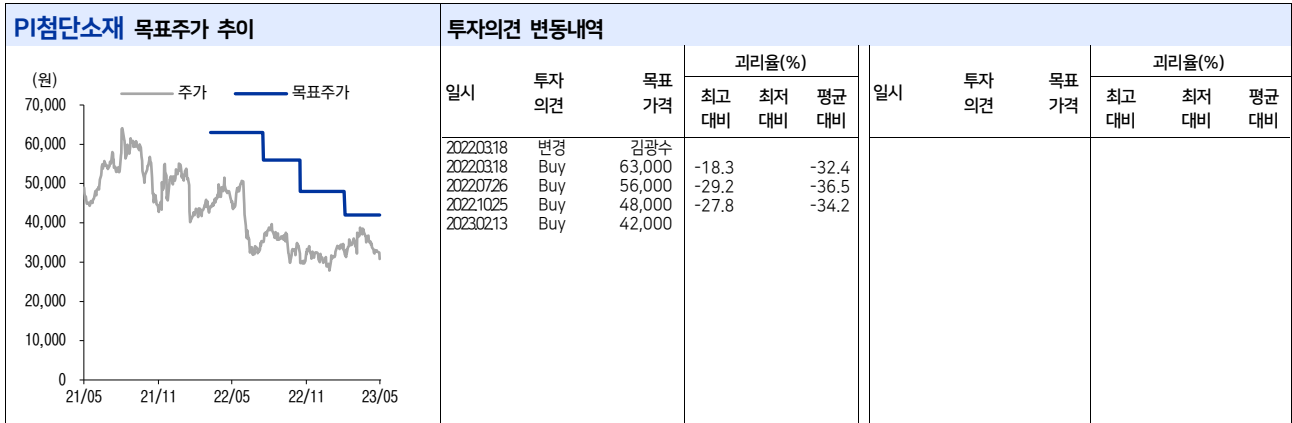 PI첨단소재 목표주가 추이
(원)
주가 목표주가
70,000
60,000
50,000
40,000
30,000
20,000
10,000
0
21/05 21/11 22/05 22/11 23/05
투자의견 변동내역
일시 투자의견 목표가격 괴리율(%)
최고대비 최저대비 평균대비
2022.03.18 변경 김광수
2022.03.18 Buy 63,000 -18.3 -32.4
2022.07.26 Buy 56,000 -29.2 -36.5
2022.10.25 Buy 48,000 -27.8 -34.2
2023.02.13 Buy 42,000
일시 투자의견 목표가격 괴리율(%)
최고대비 최저대비 평균대비